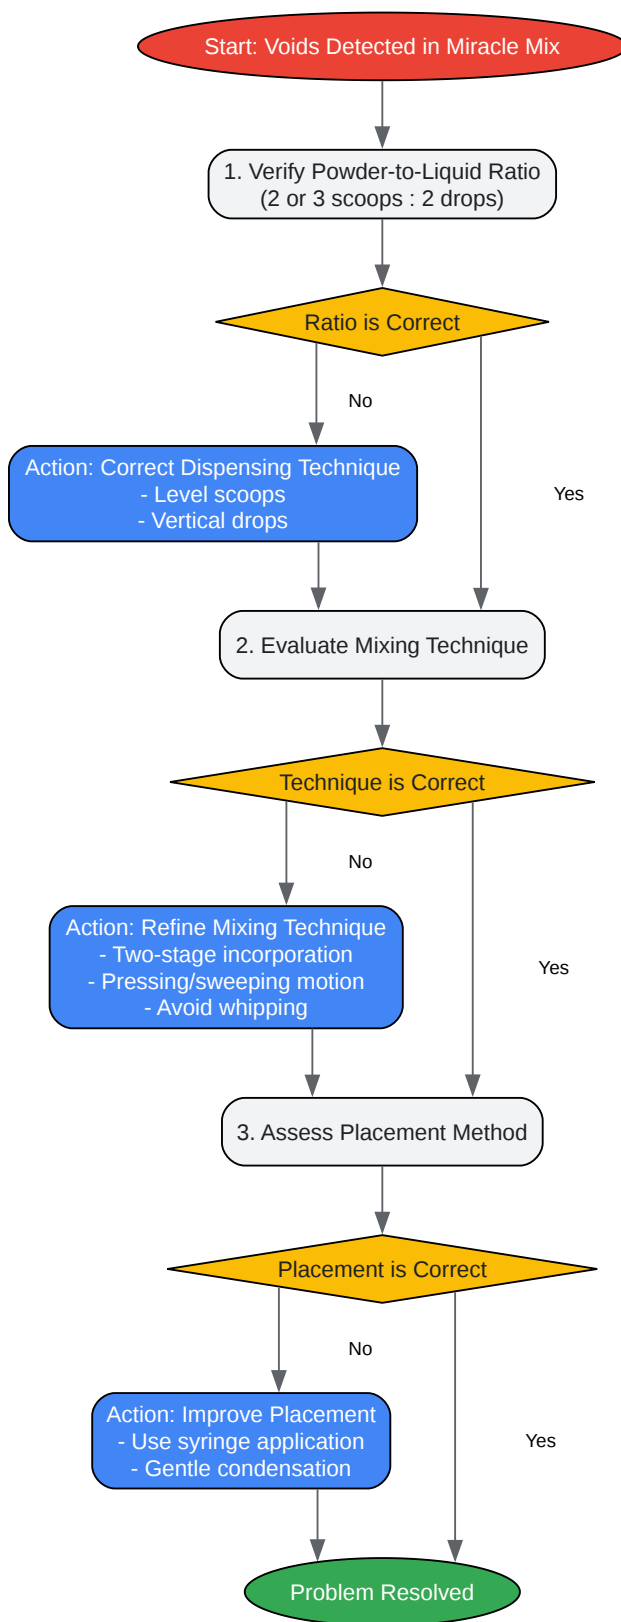 Start: Voids Detected in Miracle Mix
1. Verify Powder-to-Liquid Ratio
(2 or 3 scoops : 2 drops)
Ratio is Correct
No
Action: Correct Dispensing Technique
- Level scoops
- Vertical drops
Yes
2. Evaluate Mixing Technique
Technique is Correct
No
Action: Refine Mixing Technique
- Two-stage incorporation
- Pressing/sweeping motion
- Avoid whipping
Yes
3. Assess Placement Method
Placement is Correct
No
Action: Improve Placement
- Use syringe application
- Gentle condensation
Yes
Problem Resolved